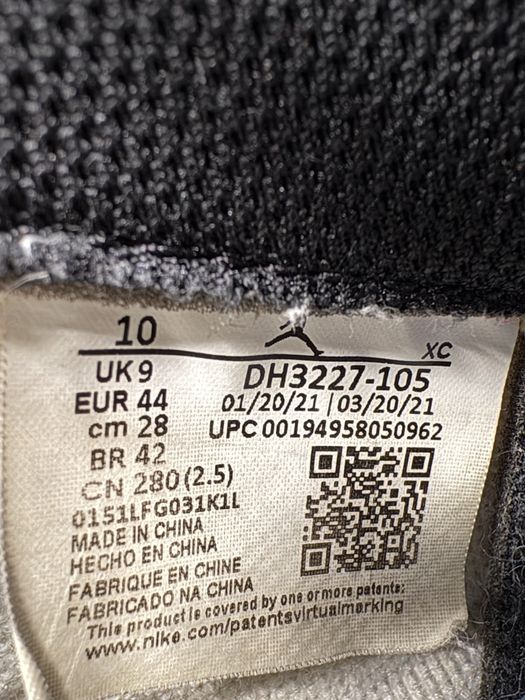 10
XC
UK 9
DH3227-105
EUR 44
01/20/21 | 03/20/21
cm 28
UPC 00194958050962
BR 42
CN 280(2.5)
0151LFG031K1L
MADE IN CHINA
HECHO EN CHINA
FABRIQUE EN CHINE
FABRICADO NA CHINA
This product is covered by one or more patents:
www.nike.com/patentsvirtualmarking